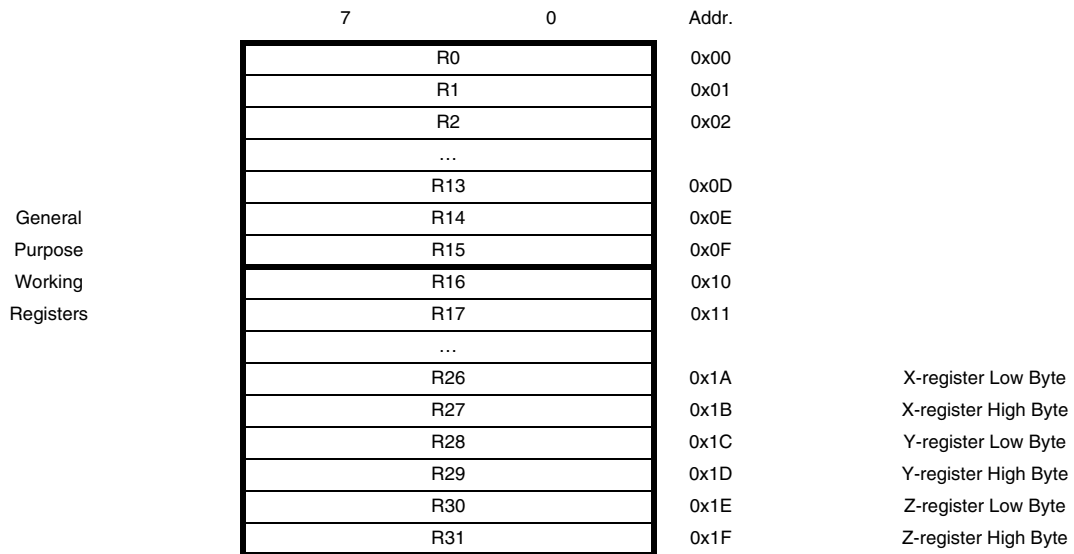 7 0 Addr.
R0 0x00
R1 0x01
R2 0x02
…
R13 0x0D
General R14 0x0E
Purpose R15 0x0F
Working R16 0x10
Registers R17 0x11
…
R26 0x1A X-register Low Byte
R27 0x1B X-register High Byte
R28 0x1C Y-register Low Byte
R29 0x1D Y-register High Byte
R30 0x1E Z-register Low Byte
R31 0x1F Z-register High Byte